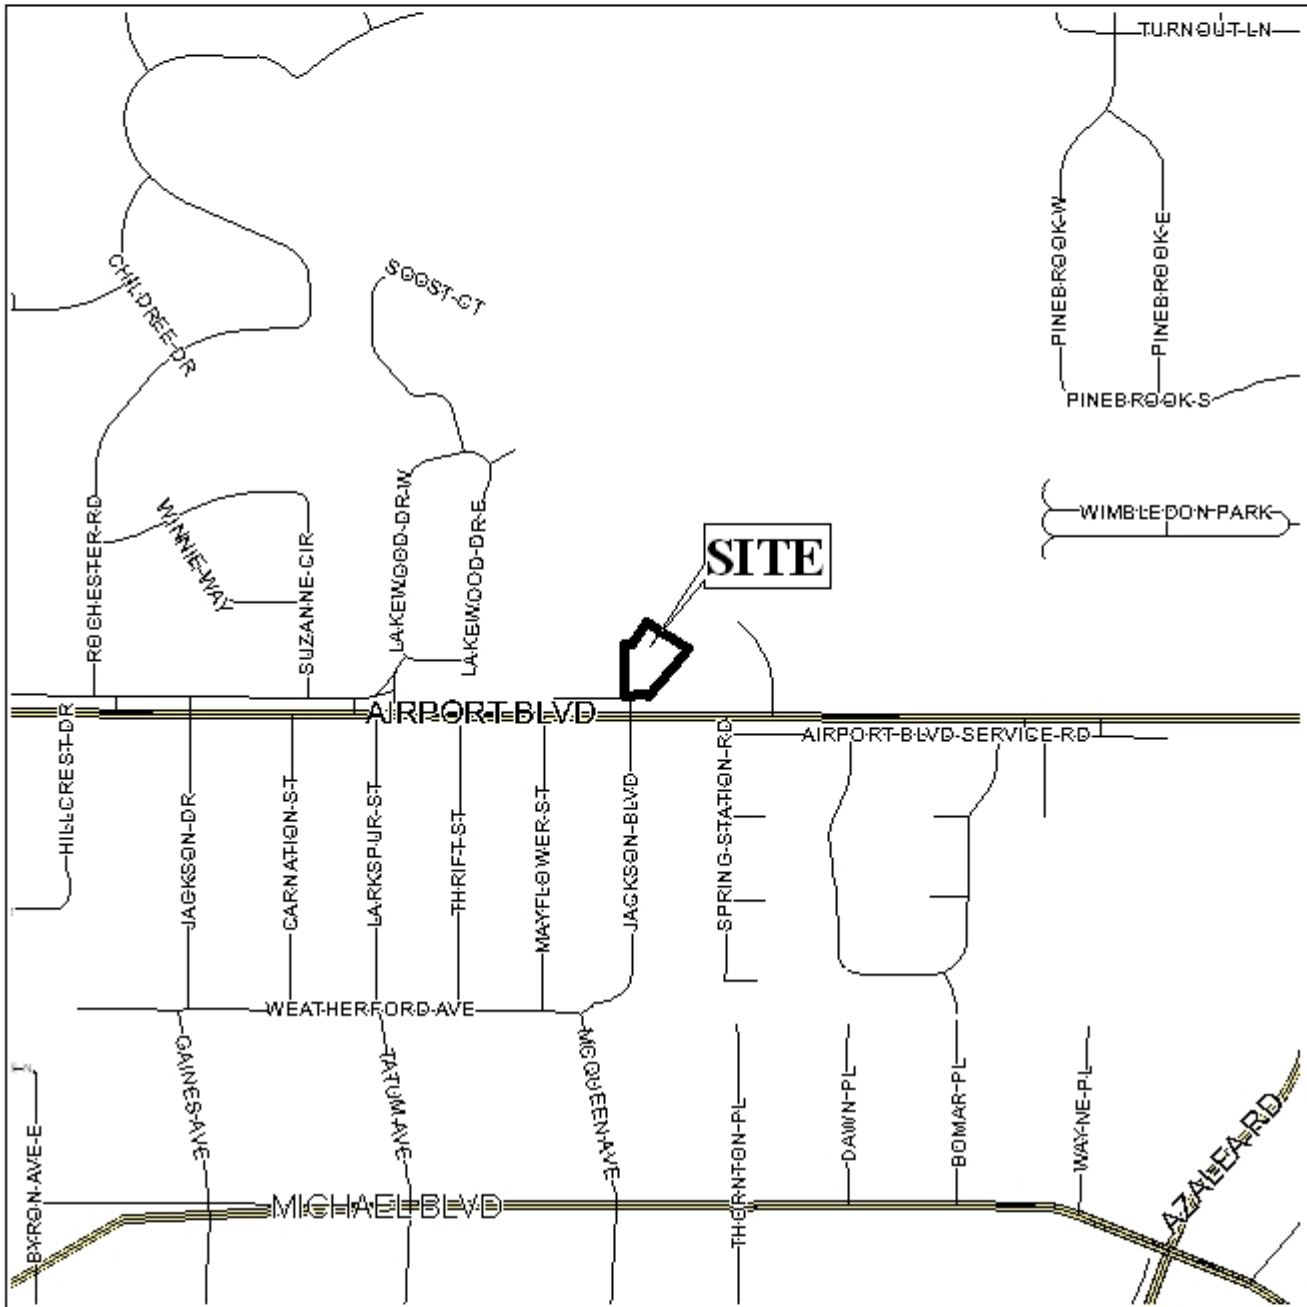 TURNOUT LN
CHILDREE DR
SOOST CT
PINEBROOK W
PINEBROOK E
PINEBROOK S
ROCHESTER RD
WINNIE WAY
SUZANNE CIR
LAKEWOOD DR W
LAKEWOOD DR E
WIMBLEDON PARK
SITE
AIRPORT BLVD
AIRPORT BLVD SERVICE RD
HILLCREST DR
JACKSON DR
CARNATION ST
LARKSPUR ST
THRIFT ST
MAYFLOWER ST
JACKSON BLVD
SPRING STATION RD
WEATHERFORD AVE
GAINES AVE
TATUM AVE
MCQUEEN AVE
THORNTON PL
DAWN PL
BOMAR PL
WAYNE PL
AZALEA RD
BYRON AVE E
MICHAEL BLVD